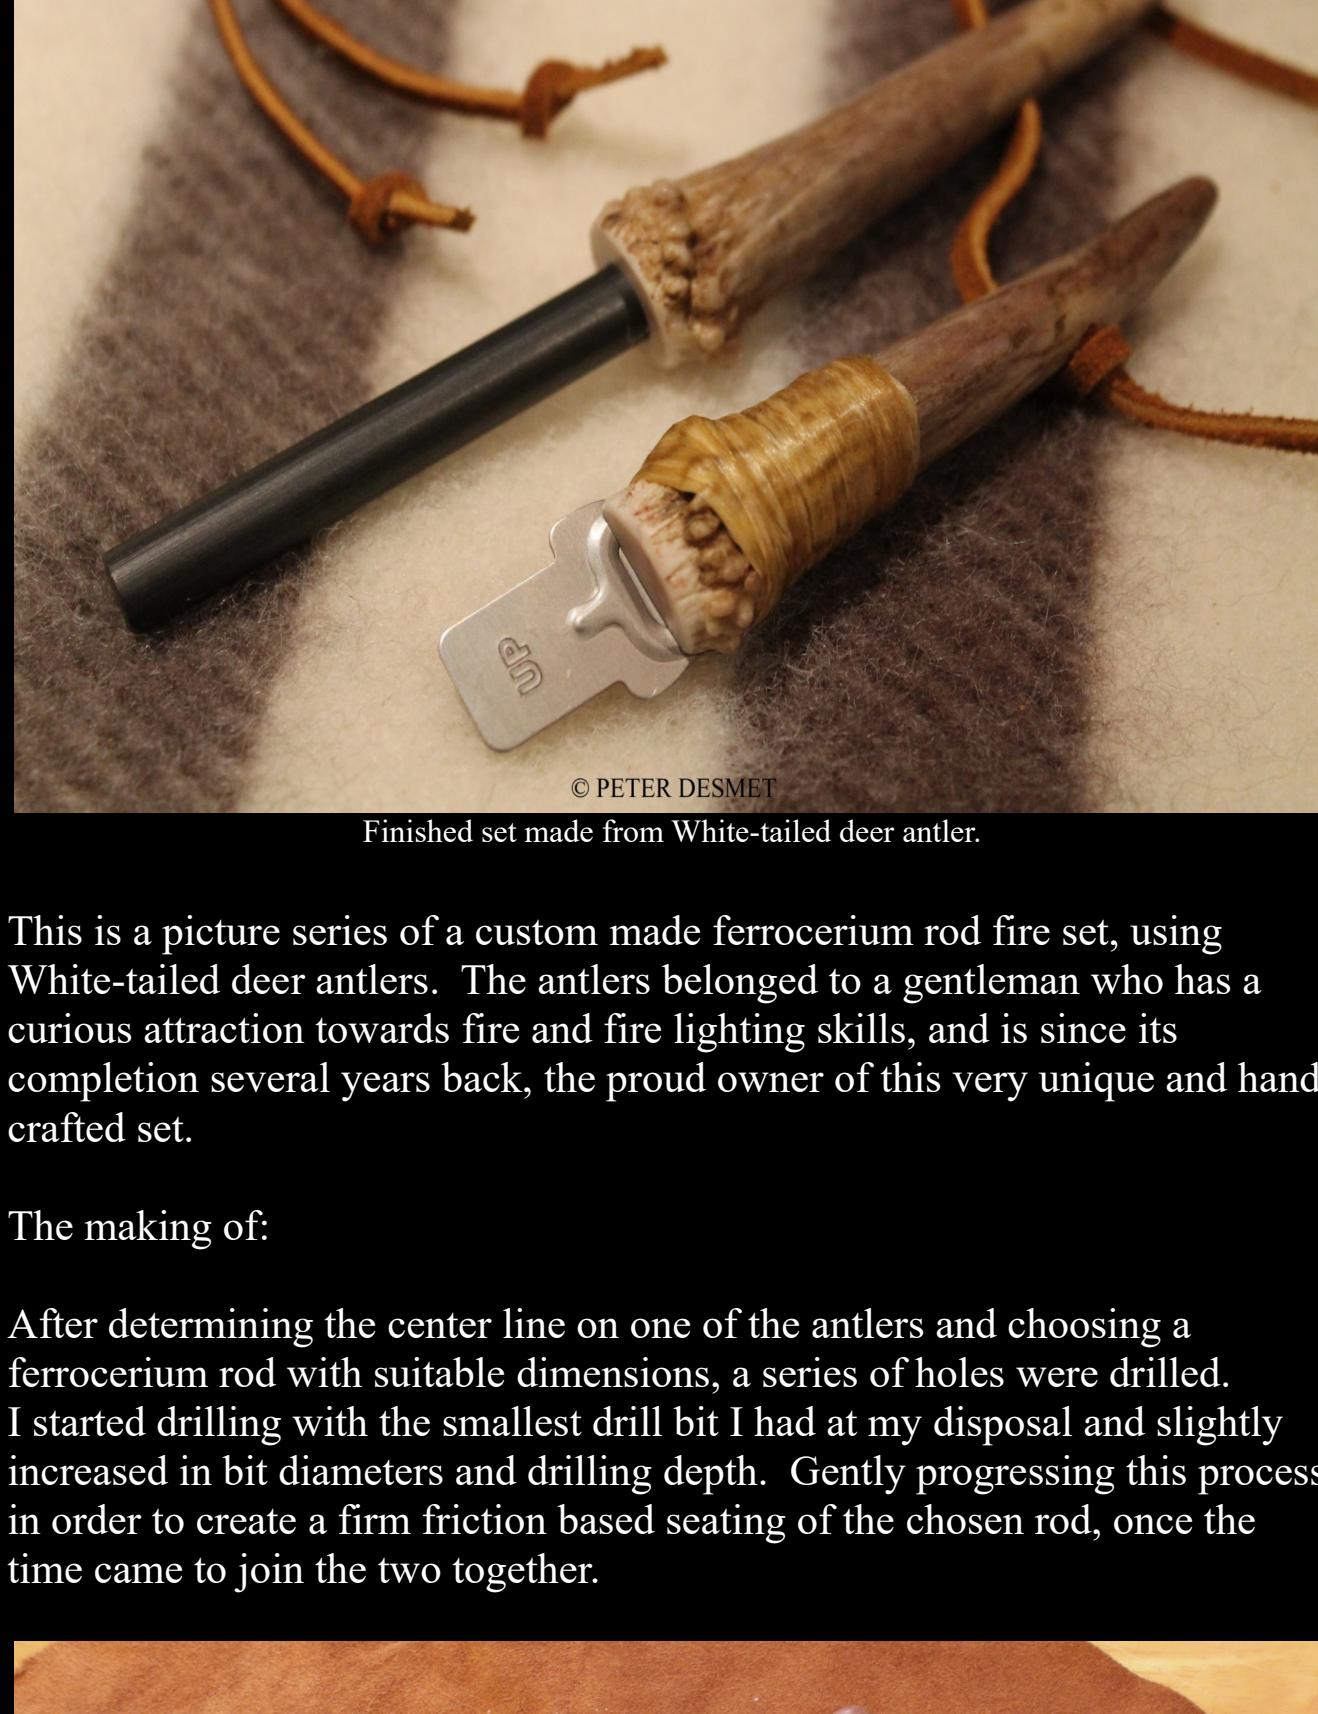 UP
© PETER DESMET
Finished set made from White-tailed deer antler.
This is a picture series of a custom made ferrocerium rod fire set, using
White-tailed deer antlers.  The antlers belonged to a gentleman who has a
curious attraction towards fire and fire lighting skills, and is since its
completion several years back, the proud owner of this very unique and hand
crafted set.
The making of:
After determining the center line on one of the antlers and choosing a
ferrocerium rod with suitable dimensions, a series of holes were drilled.
I started drilling with the smallest drill bit I had at my disposal and slightly
increased in bit diameters and drilling depth.  Gently progressing this process
in order to create a firm friction based seating of the chosen rod, once the
time came to join the two together.